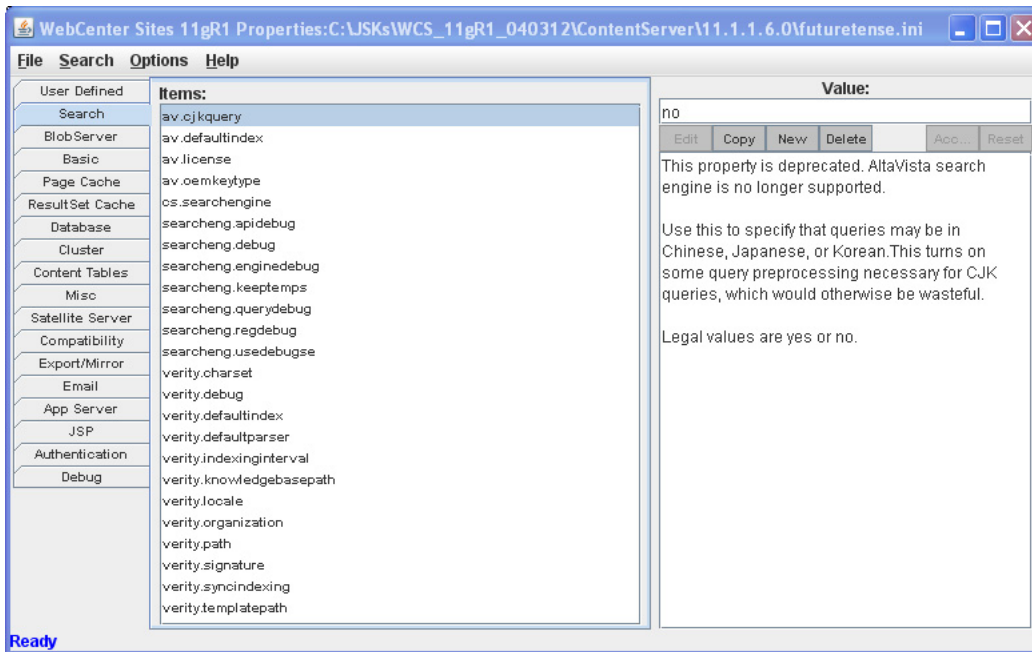 WebCenter Sites 11gR1 Properties:C:\JSKs\WCS_11gR1_040312\ContentServer\11.1.1.6.0\futuretense.ini
File Search Options Help
User Defined
Search
BlobServer
Basic
Page Cache
ResultSet Cache
Database
Cluster
Content Tables
Misc
Satellite Server
Compatibility
Export/Mirror
Email
App Server
JSP
Authentication
Debug
Items:
av.cjkquery
av.defaultindex
av.license
av.oemkeytype
cs.searchengine
searcheng.apidebug
searcheng.debug
searcheng.enginedebug
searcheng.keeptemps
searcheng.querydebug
searcheng.regdebug
searcheng.usedebugse
verity.charset
verity.debug
verity.defaultindex
verity.defaultparser
verity.indexinginterval
verity.knowledgebasepath
verity.locale
verity.organization
verity.path
verity.signature
verity.syncindexing
verity.templatepath
Value:
no
Edit Copy New Delete Acc... Reset
This property is deprecated. AltaVista search
engine is no longer supported.
Use this to specify that queries may be in
Chinese, Japanese, or Korean.This turns on
some query preprocessing necessary for CJK
queries, which would otherwise be wasteful.
Legal values are yes or no.
Ready